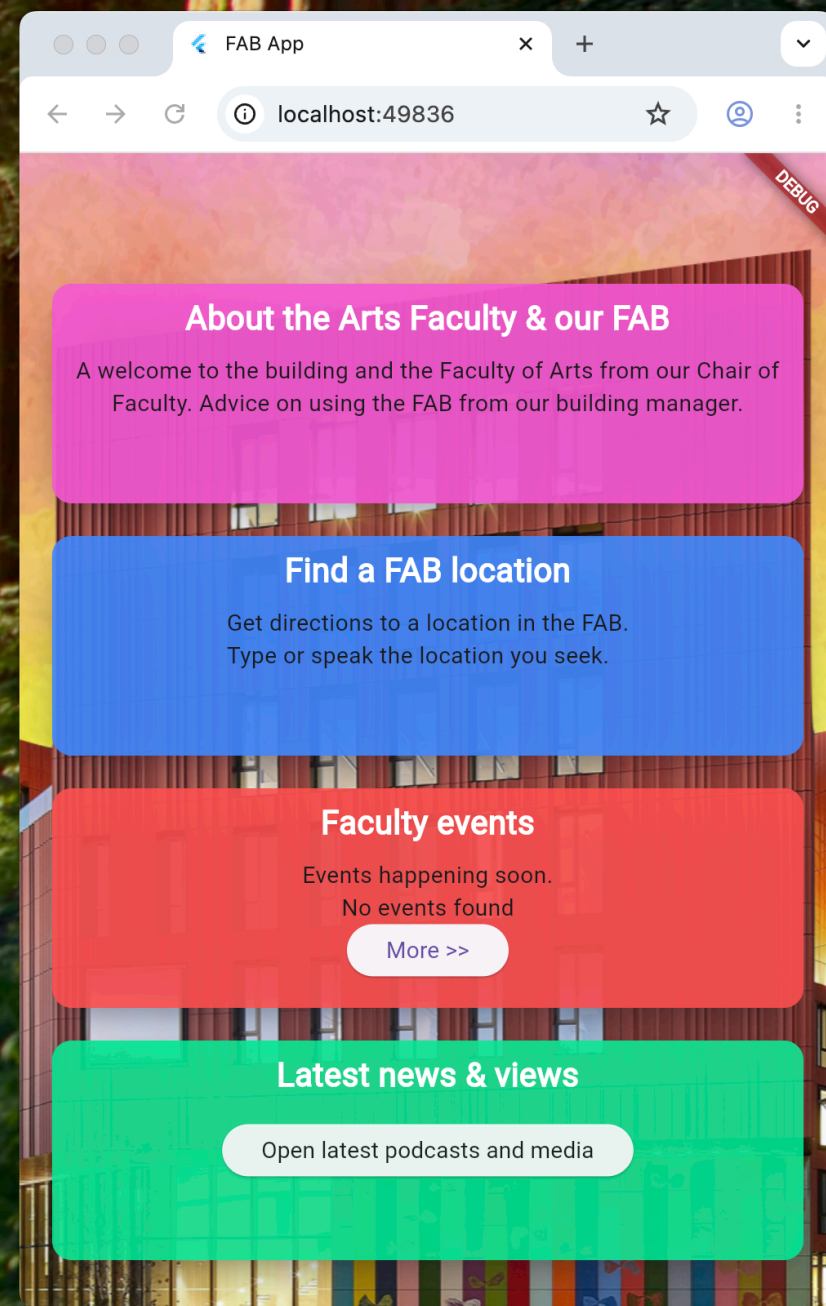 FAB App
localhost:49836
DEBUG
About the Arts Faculty & our FAB
A welcome to the building and the Faculty of Arts from our Chair of
Faculty. Advice on using the FAB from our building manager.
Find a FAB location
Get directions to a location in the FAB.
Type or speak the location you seek.
Faculty events
Events happening soon.
No events found
More >>
Latest news & views
Open latest podcasts and media